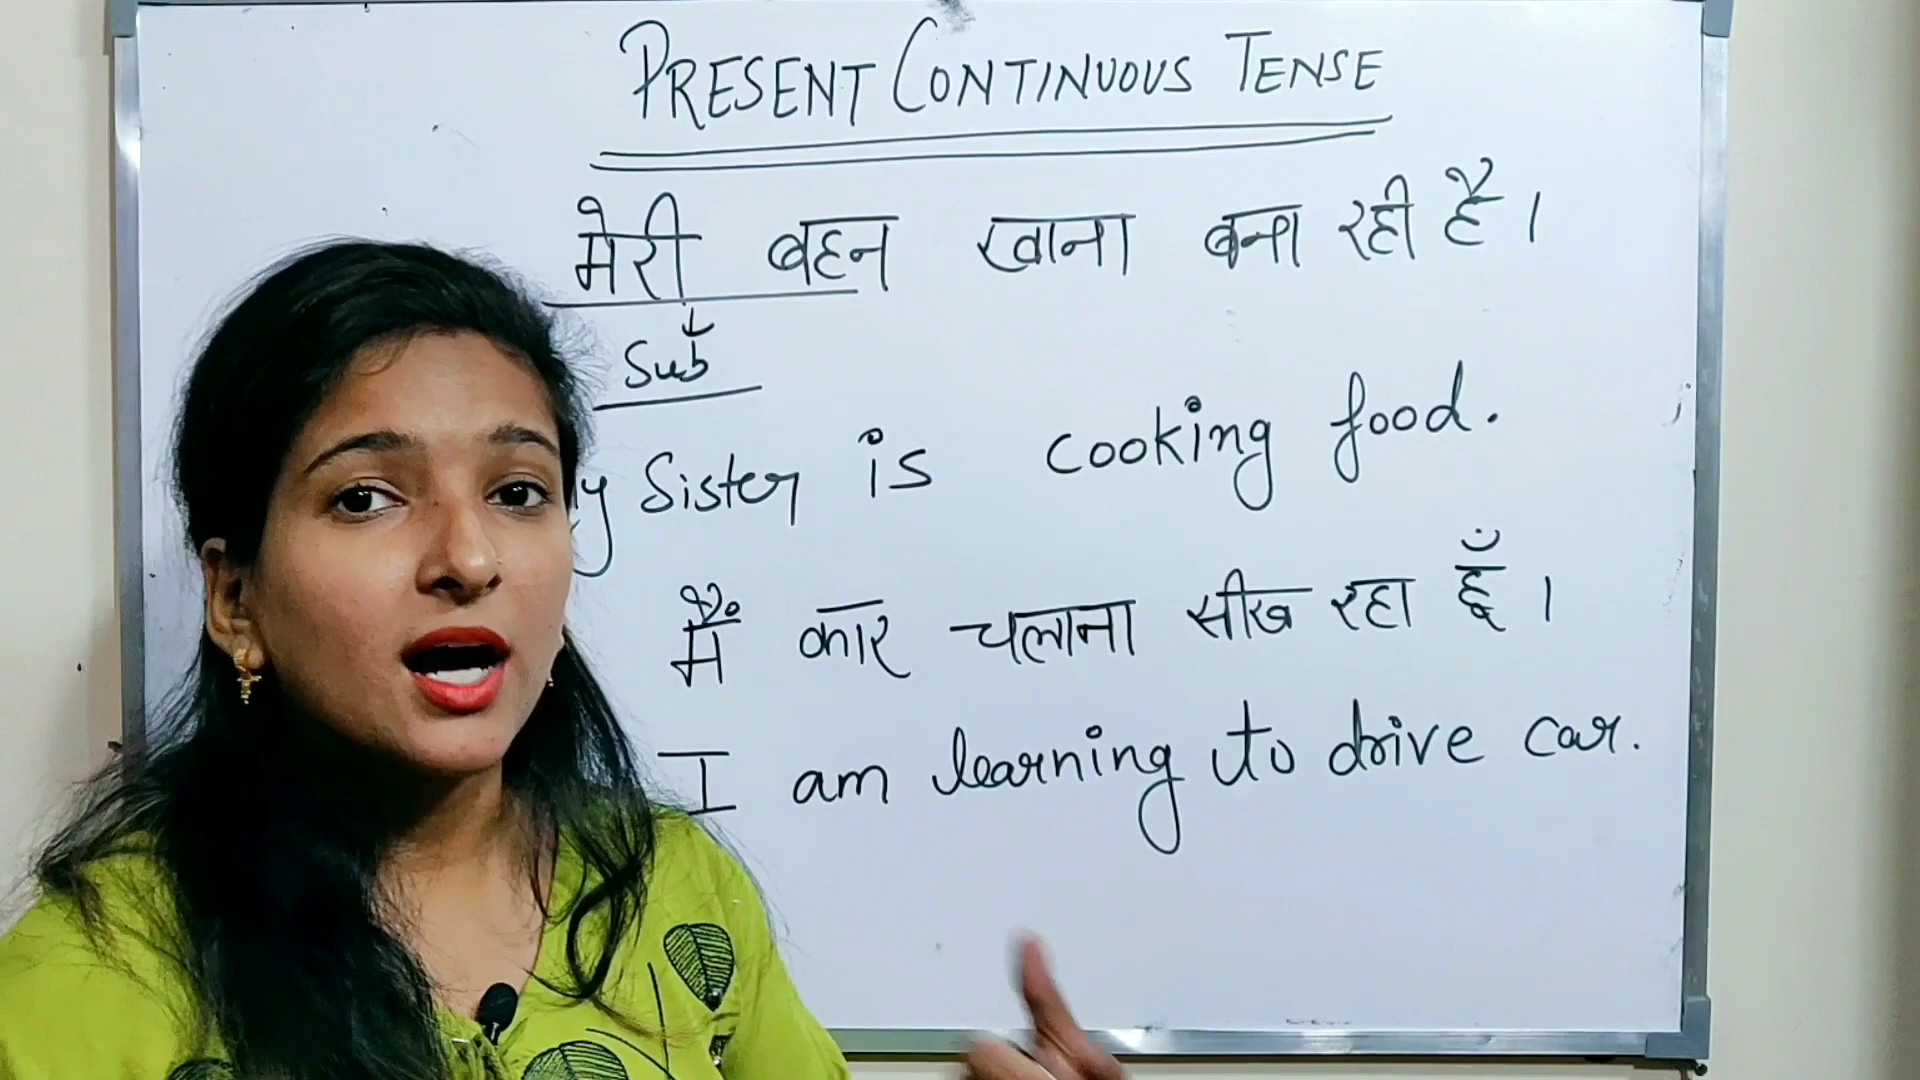 PRESENT CONTINUOUS TENSE
मेरी बहन खाना बना रही है।
Sub
y Sister is cooking food.
मैं कार चलाना सीख रहा हूँ।
I am learning to drive car.